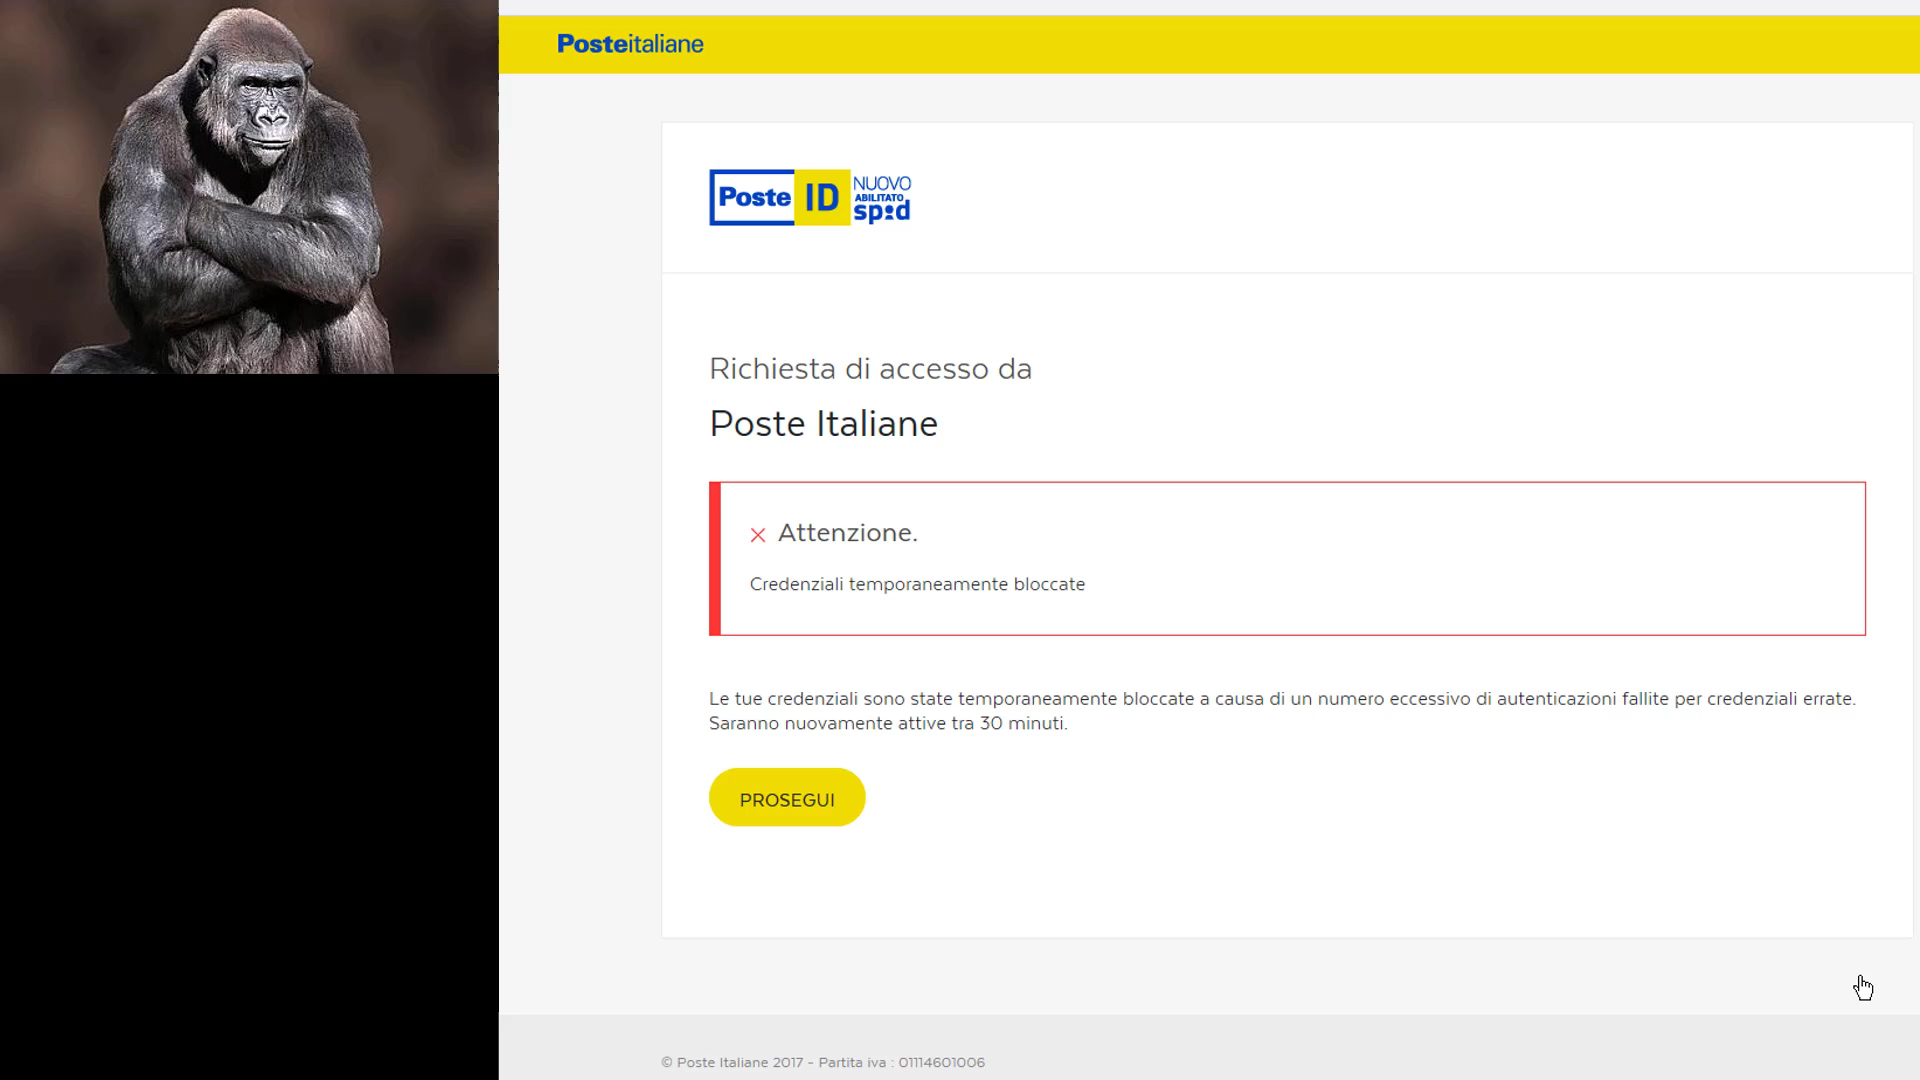 Posteitaliane
Poste ID NUOVO
ABILITATO
spid
Richiesta di accesso da
Poste Italiane
Attenzione.
Credenziali temporaneamente bloccate
Le tue credenziali sono state temporaneamente bloccate a causa di un numero eccessivo di autenticazioni fallite per credenziali errate.
Saranno nuovamente attive tra 30 minuti.
PROSEGUI
© Poste Italiane 2017 - Partita iva : 01114601006